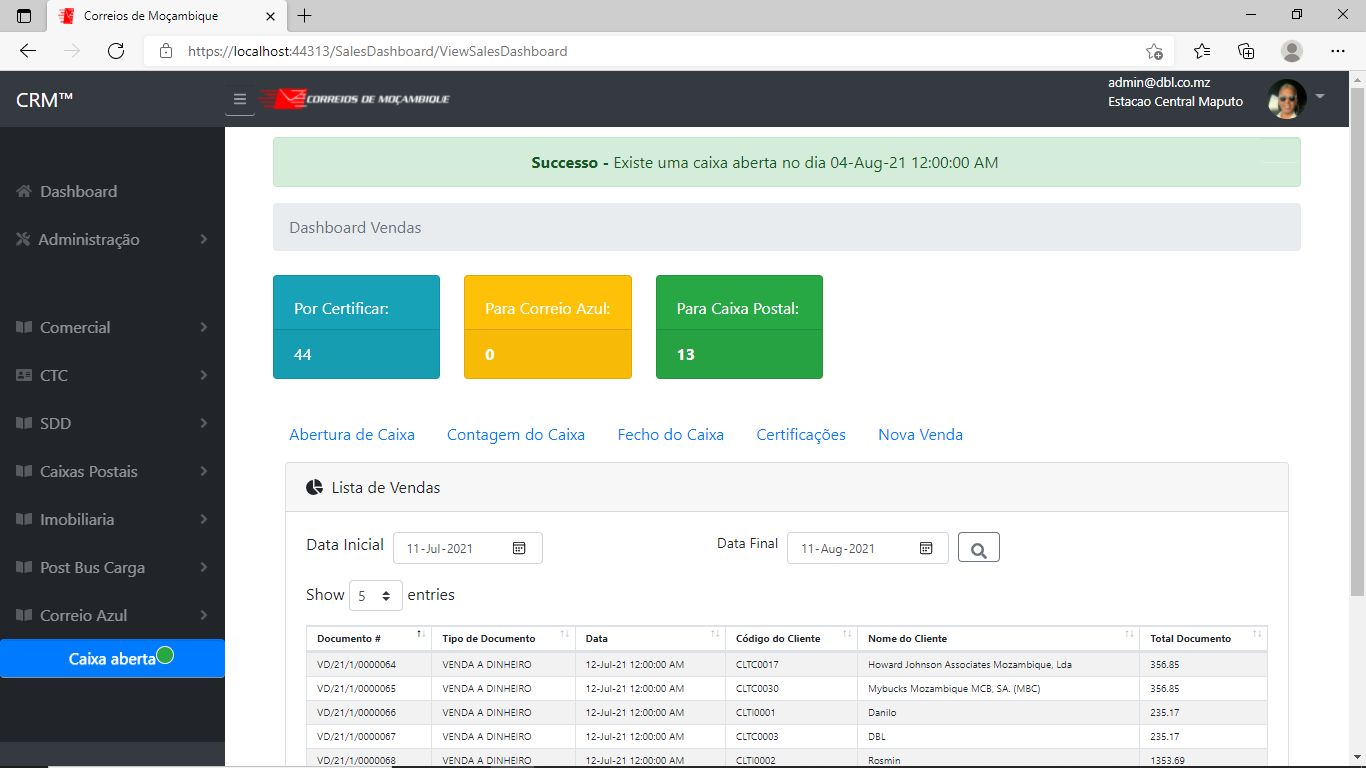 Correios de Moçambique
https://localhost:44313/SalesDashboard/ViewSalesDashboard
CRM™
CORREIOS DE MOÇAMBIQUE
admin@dbl.co.mz
Estacao Central Maputo
Dashboard
Administração
Comercial
CTC
SDD
Caixas Postais
Imobiliaria
Post Bus Carga
Correio Azul
Caixa aberta
Successo - Existe uma caixa aberta no dia 04-Aug-21 12:00:00 AM
Dashboard Vendas
Por Certificar:
44
Para Correio Azul:
0
Para Caixa Postal:
13
Abertura de Caixa Contagem do Caixa Fecho do Caixa Certificações Nova Venda
Lista de Vendas
Data Inicial 11-Jul-2021 Data Final 11-Aug-2021
Show 5 entries
Documento # Tipo de Documento Data Código do Cliente Nome do Cliente Total Documento
VD/21/1/0000064 VENDA A DINHEIRO 12-Jul-21 12:00:00 AM CLTC0017 Howard Johnson Associates Mozambique, Lda 356.85
VD/21/1/0000065 VENDA A DINHEIRO 12-Jul-21 12:00:00 AM CLTC0030 Mybucks Mozambique MCB, SA. (MBC) 356.85
VD/21/1/0000066 VENDA A DINHEIRO 12-Jul-21 12:00:00 AM CLTI0001 Danilo 235.17
VD/21/1/0000067 VENDA A DINHEIRO 12-Jul-21 12:00:00 AM CLTC0003 DBL 235.17
VD/21/1/0000068 VENDA A DINHEIRO 12-Jul-21 12:00:00 AM CLTI0002 Rosmin 1353.69